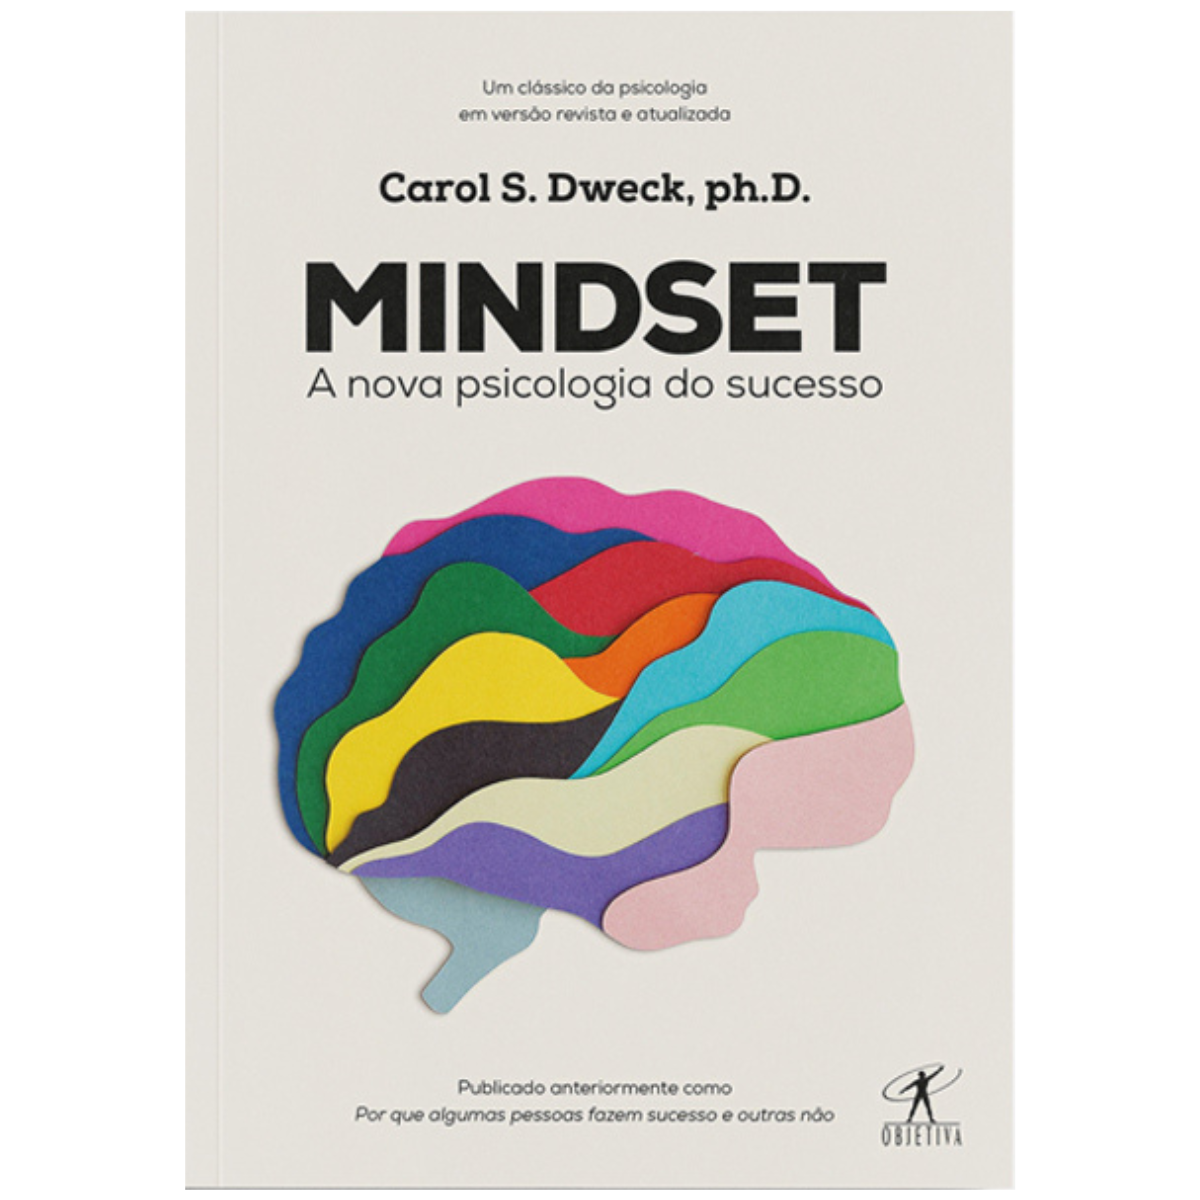 Um clássico da psicologia
em versão revista e atualizada
Carol S. Dweck, ph.D.
MINDSET
A nova psicologia do sucesso
Publicado anteriormente como
Por que algumas pessoas fazem sucesso e outras não
OBJETIVA